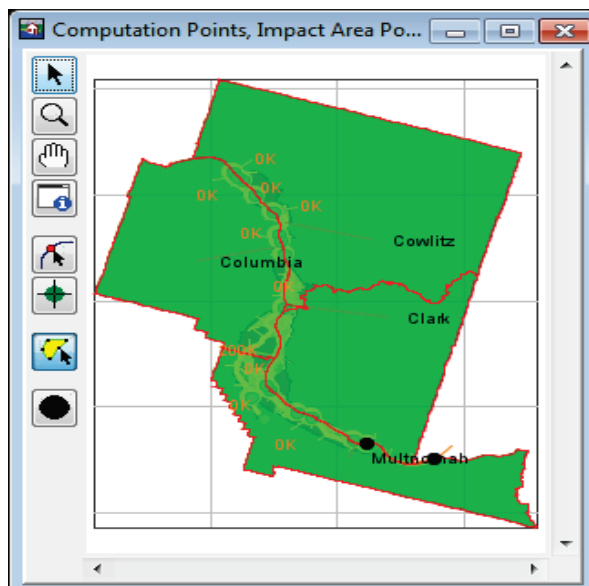 Computation Points, Impact Area Po...
0K
0K
0K
0K
0K
Cowlitz
Columbia
0K
Clark
200K
0K
0K
Multnomah
0K